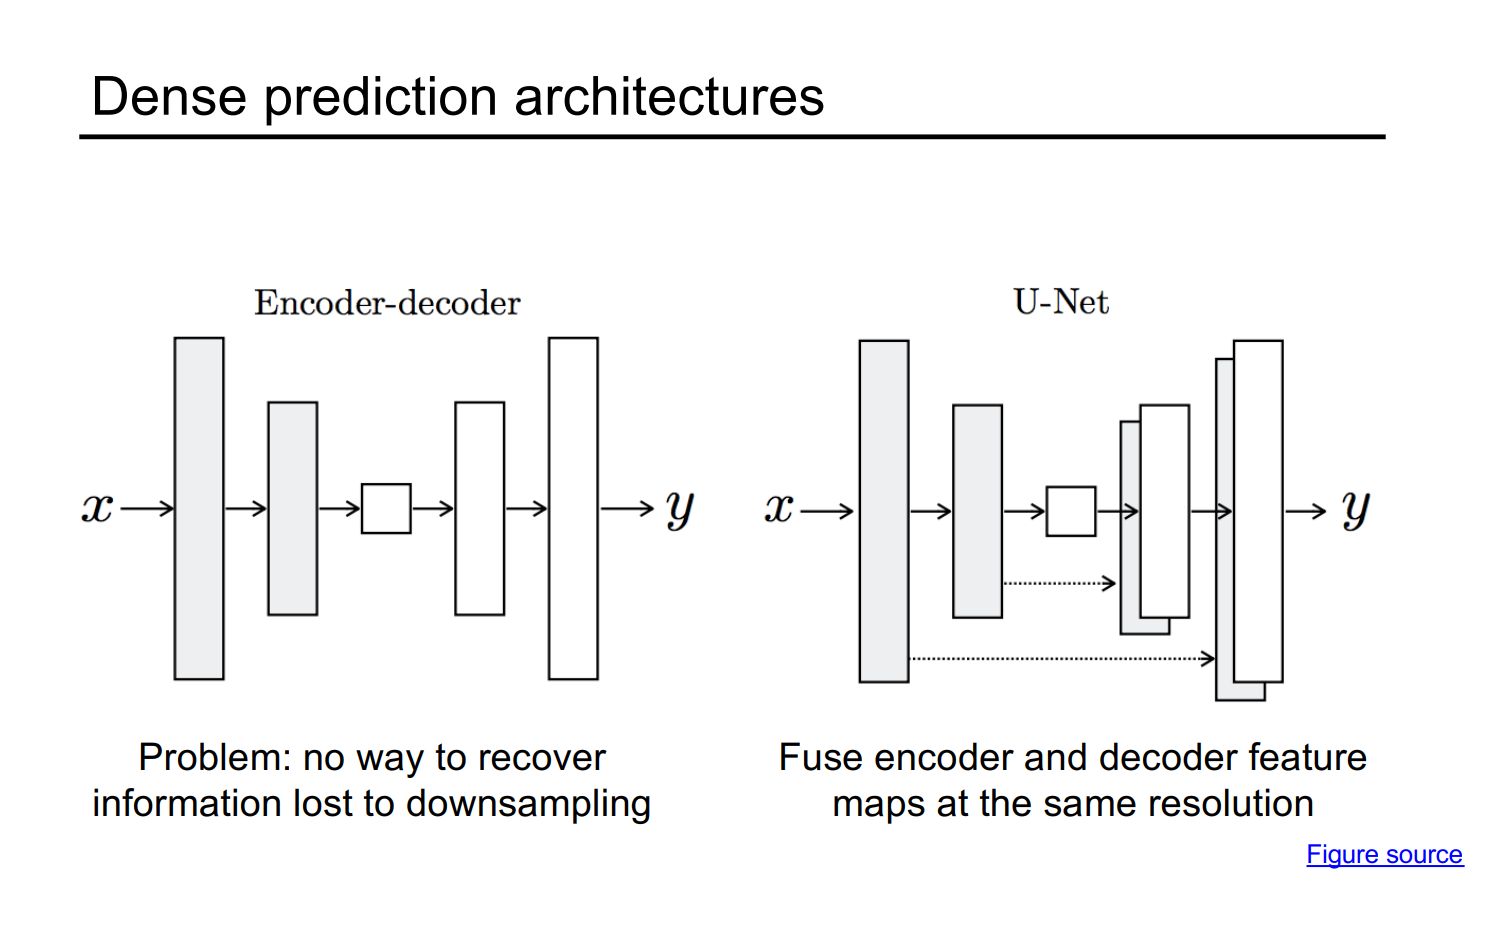 Dense prediction architectures
Encoder-decoder
x
y
Problem: no way to recover
information lost to downsampling
U-Net
x
y
Fuse encoder and decoder feature
maps at the same resolution
Figure source